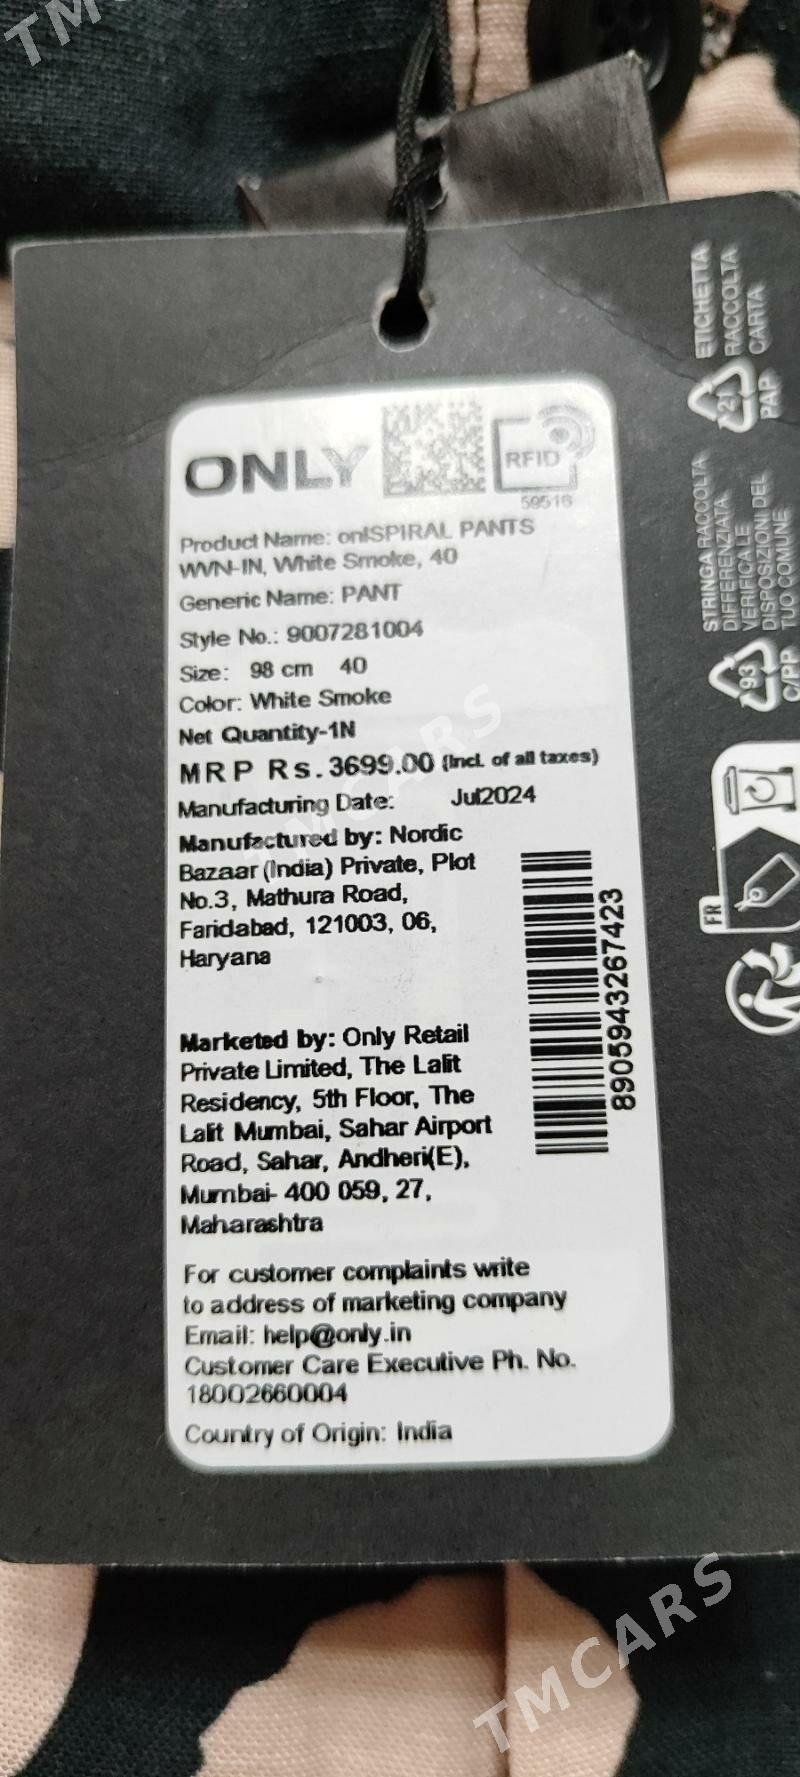 TMCARS
ONLY
RFID
59516
Product Name: onlSPIRAL PANTS
WVN-IN, White Smoke, 40
Generic Name: PANT
Style No.: 9007281004
Size: 98 cm 40
Color: White Smoke
Net Quantity-1N
MRP Rs.3699.00 (Incl. of all taxes)
Manufacturing Date: Jul2024
Manufactured by: Nordic
Bazaar (India) Private, Plot
No.3, Mathura Road,
Faridabad, 121003, 06,
Haryana
8905943267423
Marketed by: Only Retail
Private Limited, The Lalit
Residency, 5th Floor, The
Lalit Mumbai, Sahar Airport
Road, Sahar, Andheri(E),
Mumbai- 400 059, 27,
Maharashtra
For customer complaints write
to address of marketing company
Email: help@only.in
Customer Care Executive Ph. No.
18002660004
Country of Origin: India
ETICHETTA
RACCOLTA
CARTA
21
PAP
STRINGA RACCOLTA
DIFFERENZIATA.
VERIFICA LE
DISPOSIZIONI DEL
TUO COMUNE
93
C/PP
FR
TMCARS
TMCARS